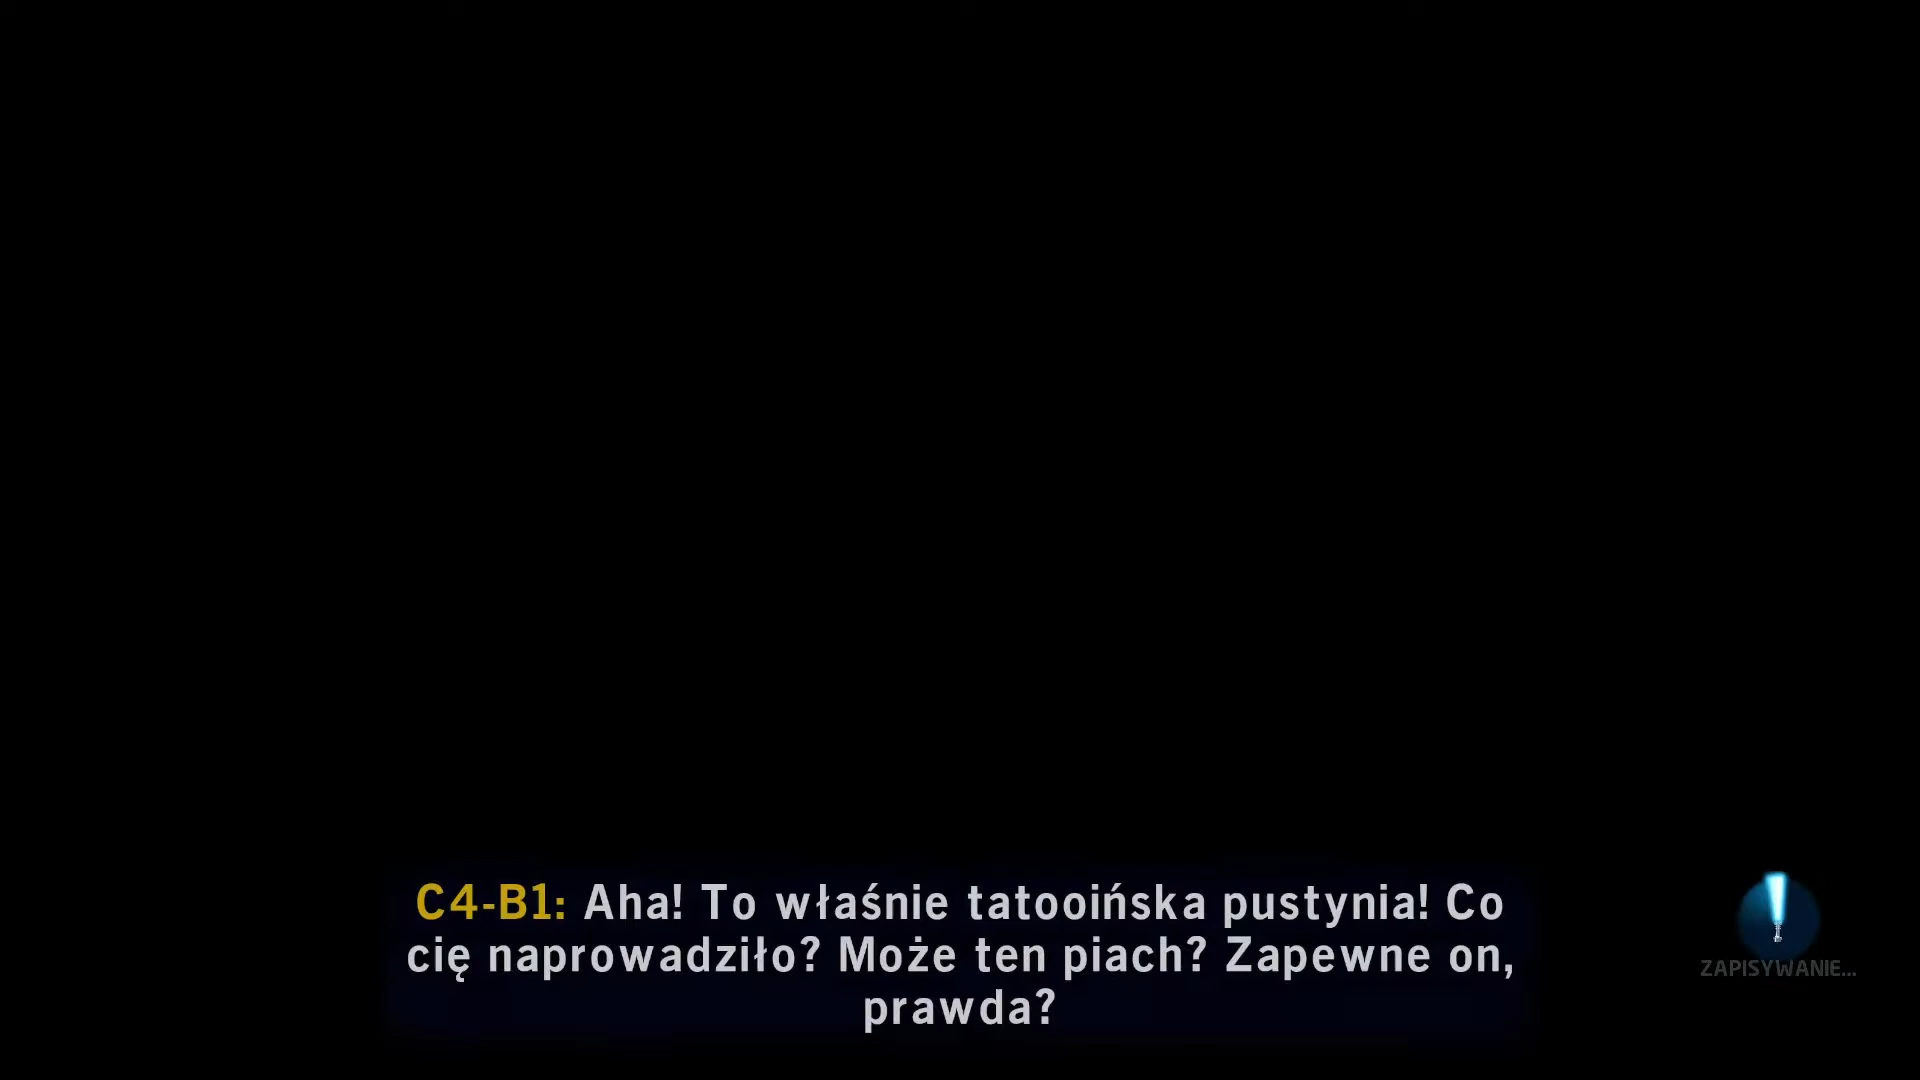 C4-B1: Aha! To właśnie tatooińska pustynia! Co
cię naprowadziło? Może ten piach? Zapewne on,
prawda?
ZAPISYWANIE...